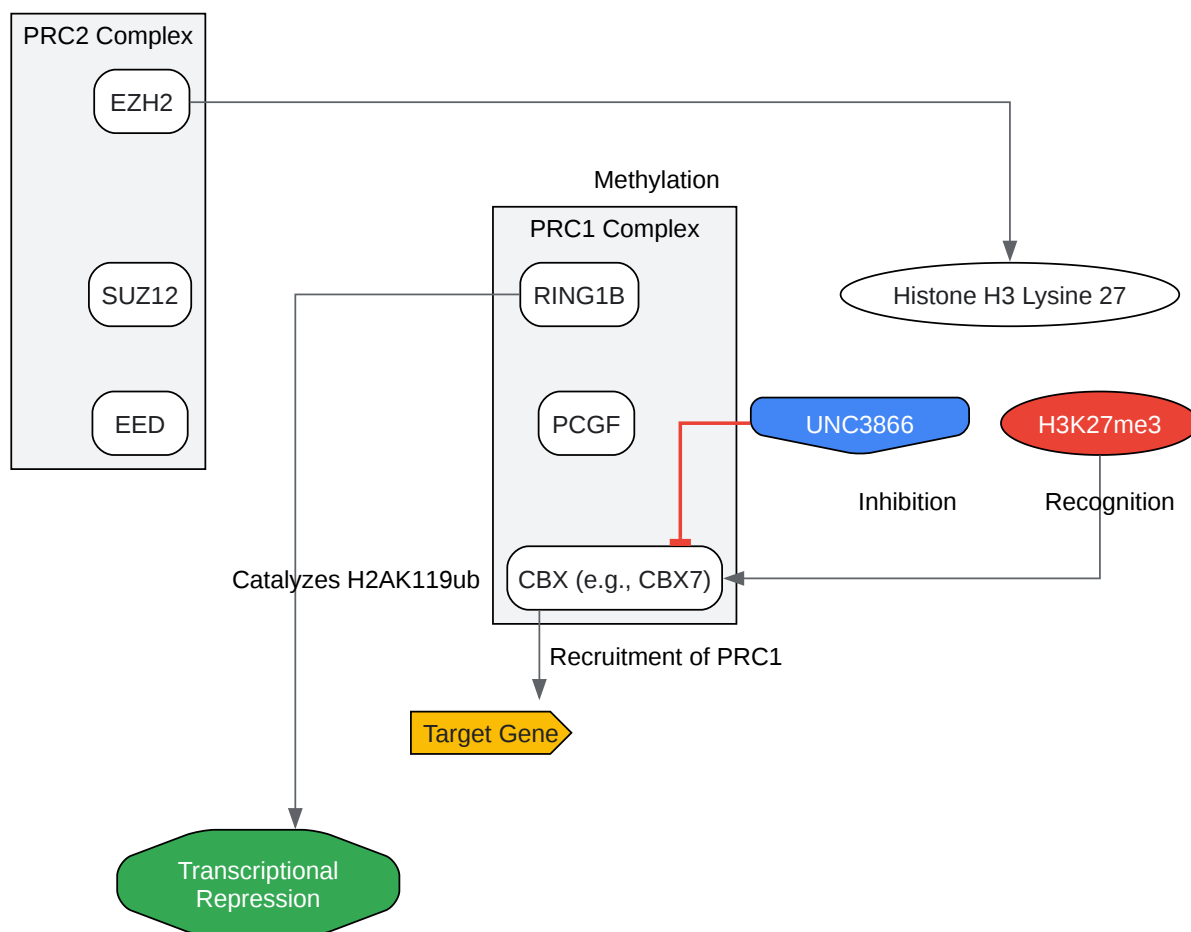 PRC2 Complex
EZH2
Methylation
PRC1 Complex
SUZ12
RING1B
Histone H3 Lysine 27
EED
PCGF
UNC3866
H3K27me3
Inhibition
Recognition
Catalyzes H2AK119ub
CBX (e.g., CBX7)
Recruitment of PRC1
Target Gene
Transcriptional
Repression